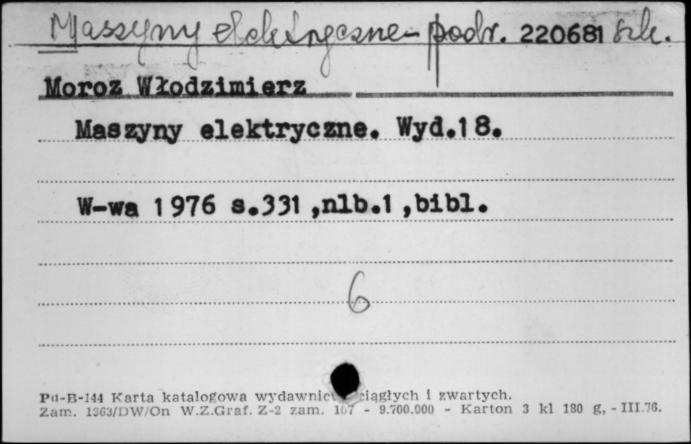 Maszyny elektryczne - podr. 220681 szk.
Moroz Włodzimierz
Maszyny elektryczne. Wyd.18.
W-wa 1976 s.331,nlb.1,bibl.
6
Pu-B-144 Karta katalogowa wydawnictw ciągłych i zwartych.
Zam. 1363/DW/On W.Z.Graf. Z-2 zam. 107 - 9.700.000 - Karton 3 kl 180 g, - III.76.